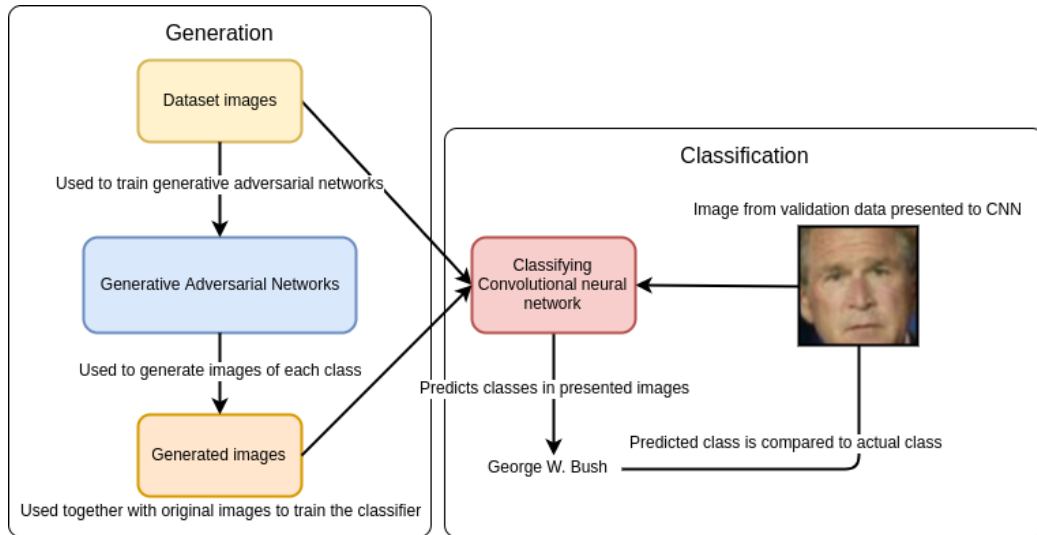 Generation
Dataset images
Used to train generative adversarial networks
Generative Adversarial Networks
Used to generate images of each class
Generated images
Used together with original images to train the classifier
Classification
Image from validation data presented to CNN
Classifying
Convolutional neural
network
Predicts classes in presented images
Predicted class is compared to actual class
George W. Bush